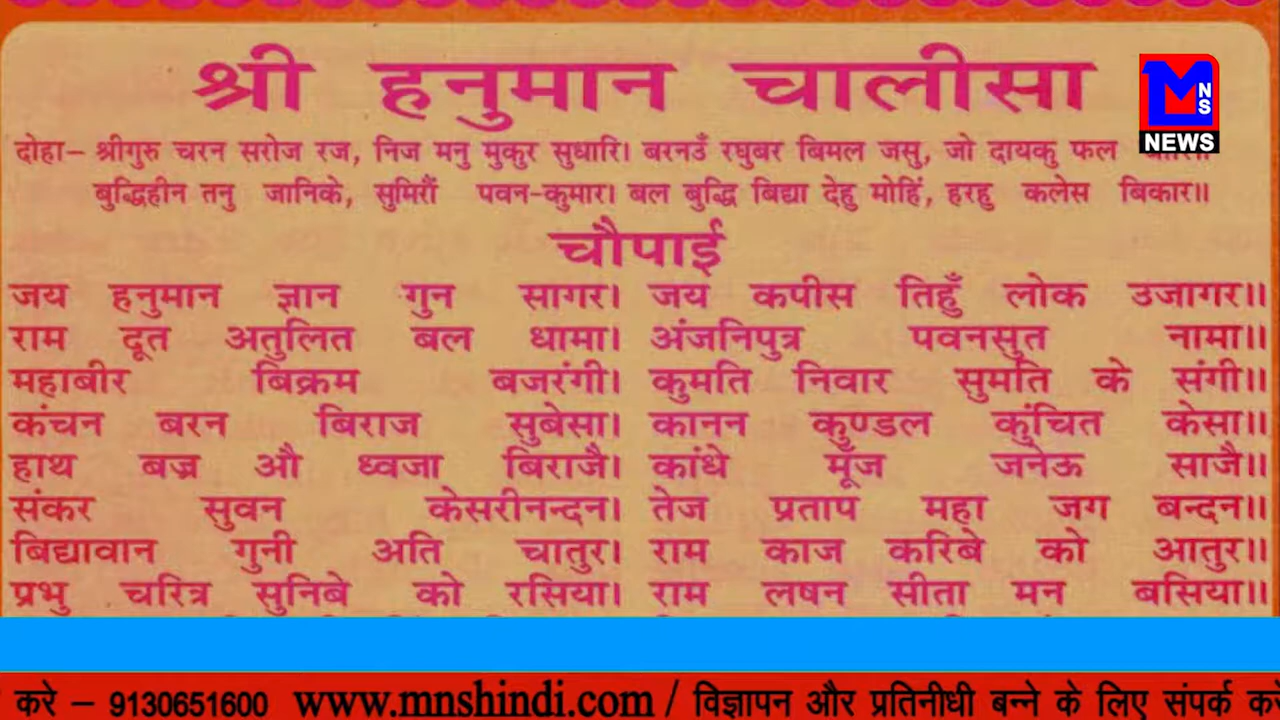 श्री हनुमान चालीसा
MNS
NEWS
दोहा– श्रीगुरु चरन सरोज रज, निज मनु मुकुर सुधारि। बरनउँ रघुबर बिमल जसु, जो दायकु फल
बुद्धिहीन तनु जानिके, सुमिरौं पवन-कुमार। बल बुद्धि बिद्या देहु मोहिं, हरहु कलेस बिकार॥
चौपाई
जय हनुमान ज्ञान गुन सागर। जय कपीस तिहुँ लोक उजागर॥
राम दूत अतुलित बल धामा। अंजनिपुत्र पवनसुत नामा॥
महाबीर बिक्रम बजरंगी। कुमति निवार सुमति के संगी॥
कंचन बरन बिराज सुबेसा। कानन कुण्डल कुंचित केसा॥
हाथ बज्र औ ध्वजा बिराजै। कांधे मूँज जनेऊ साजै॥
संकर सुवन केसरीनन्दन। तेज प्रताप महा जग बन्दन॥
बिद्यावान गुनी अति चातुर। राम काज करिबे को आतुर॥
प्रभु चरित्र सुनिबे को रसिया। राम लषन सीता मन बसिया॥
करे – 9130651600 www.mnshindi.com / विज्ञापन और प्रतिनीधी बन्ने के लिए संपर्क करे